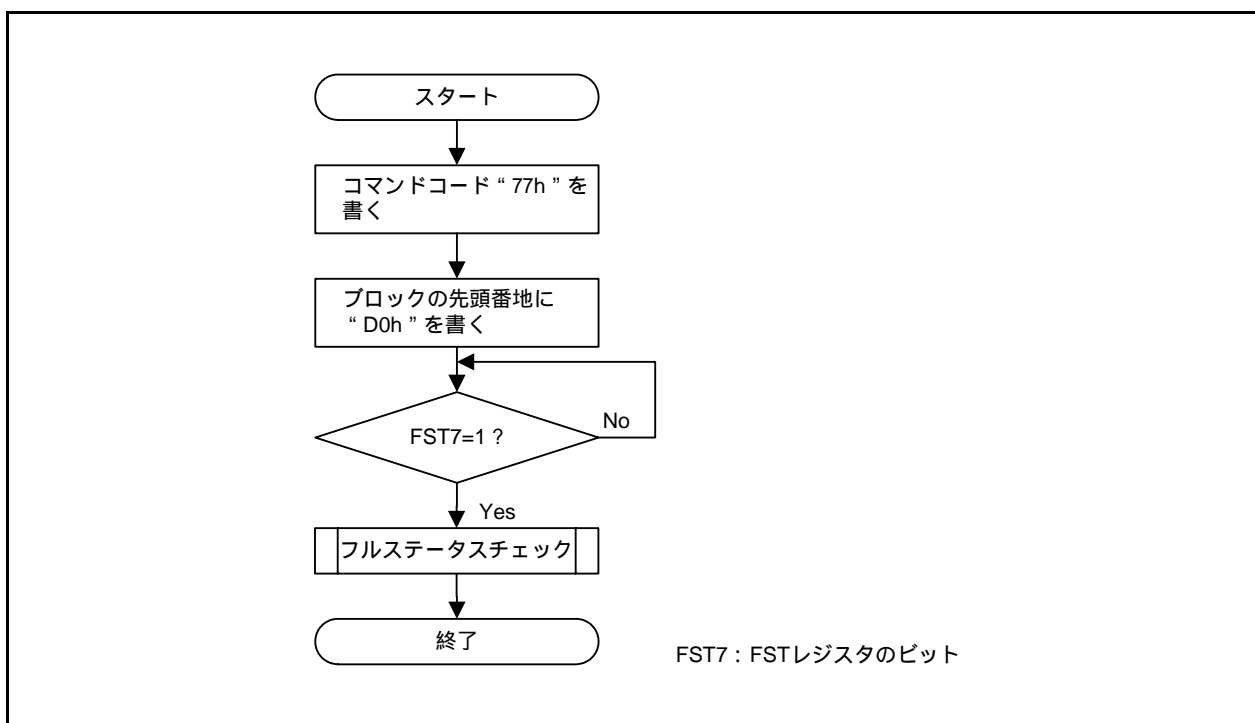 スタート
コマンドコード“ 77h ”を
書く
ブロックの先頭番地に
“ D0h ”を書く
FST7=1 ?
No
Yes
フルステータスチェック
終了
FST7 : FSTレジスタのビット